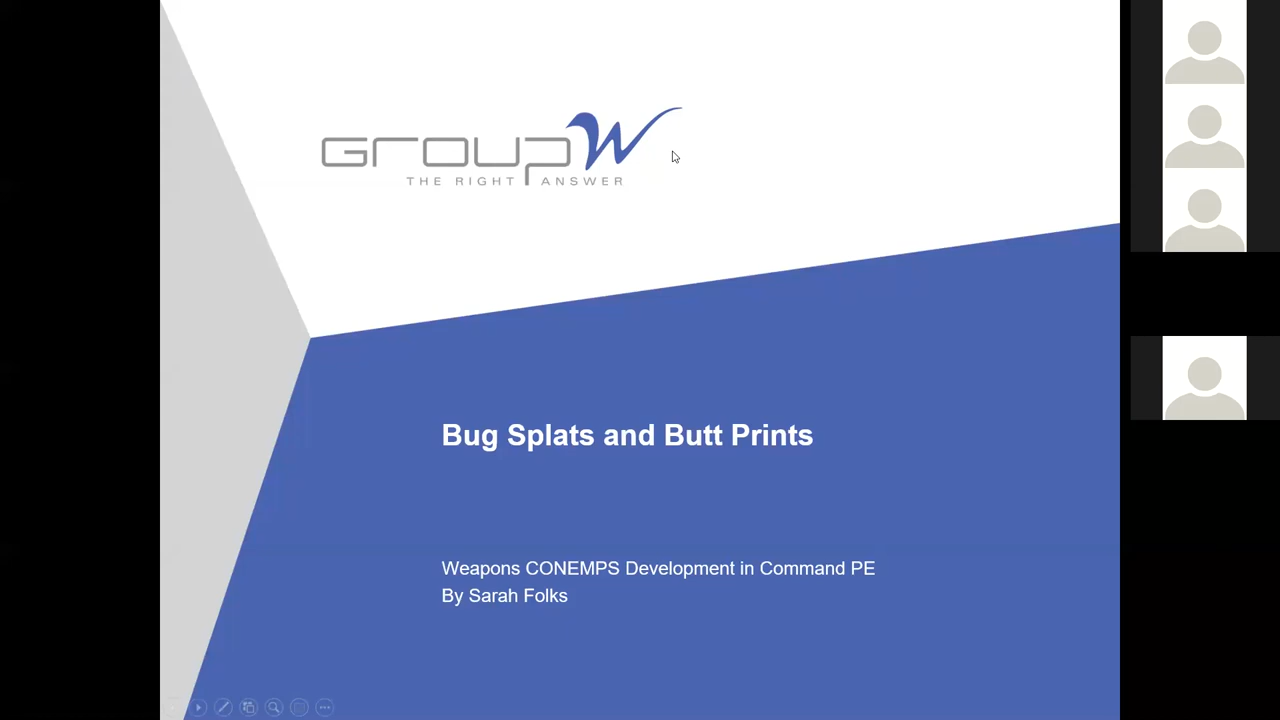 GroupW
THE RIGHT ANSWER
Bug Splats and Butt Prints
Weapons CONEMPS Development in Command PE
By Sarah Folks